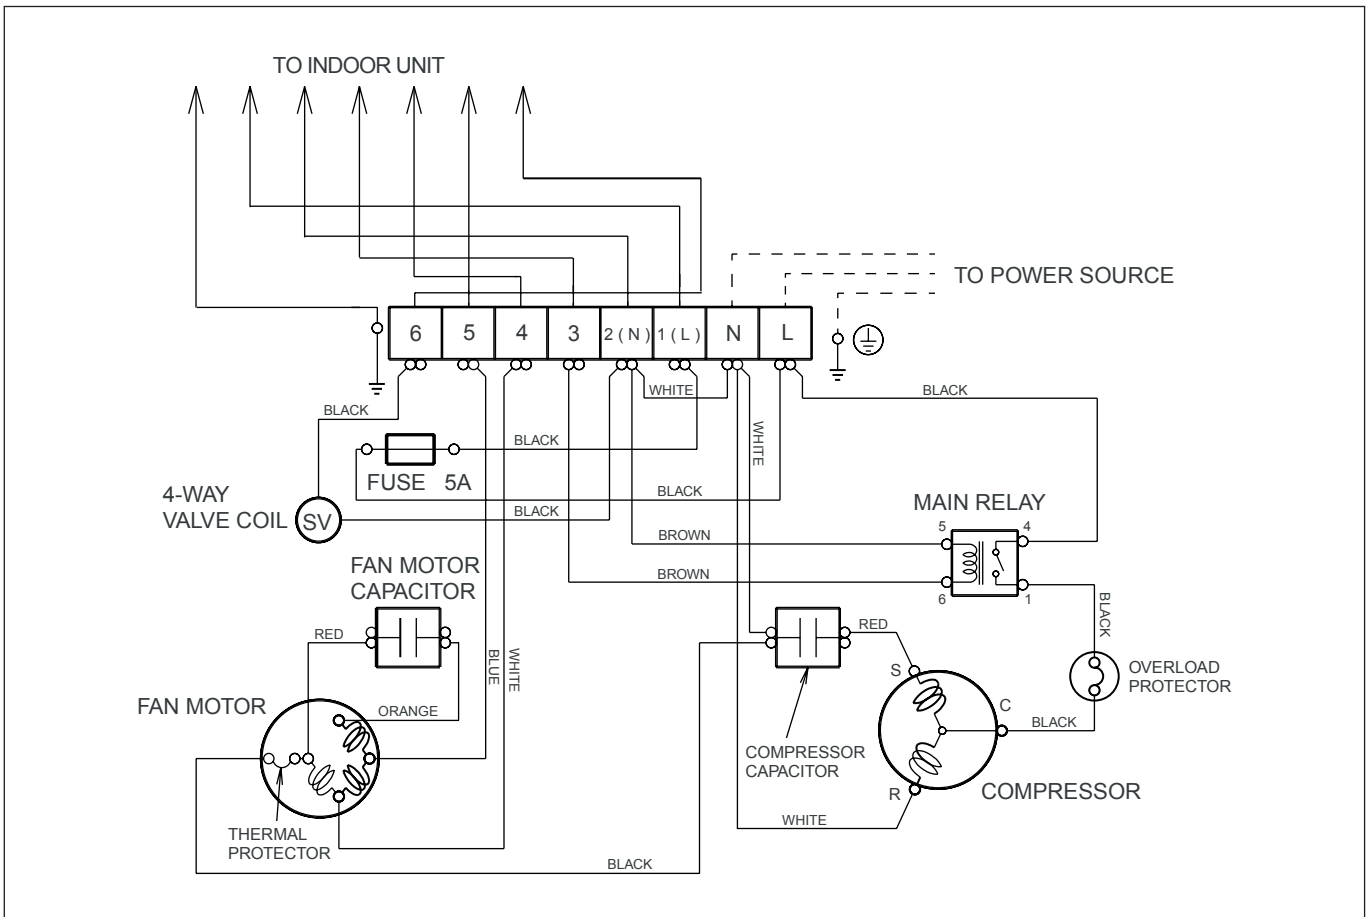 TO INDOOR UNIT
TO POWER SOURCE
6
5
4
3
2 ( N )
1 ( L )
N
L
WHITE
BLACK
BLACK
WHITE
BLACK
FUSE 5A
BLACK
4-WAY
VALVE COIL
SV
BLACK
MAIN RELAY
5
4
BROWN
BROWN
6
1
FAN MOTOR
CAPACITOR
BLACK
RED
RED
BLUE
WHITE
OVERLOAD
PROTECTOR
S
C
FAN MOTOR
ORANGE
BLACK
COMPRESSOR
CAPACITOR
R
COMPRESSOR
WHITE
THERMAL
PROTECTOR
BLACK